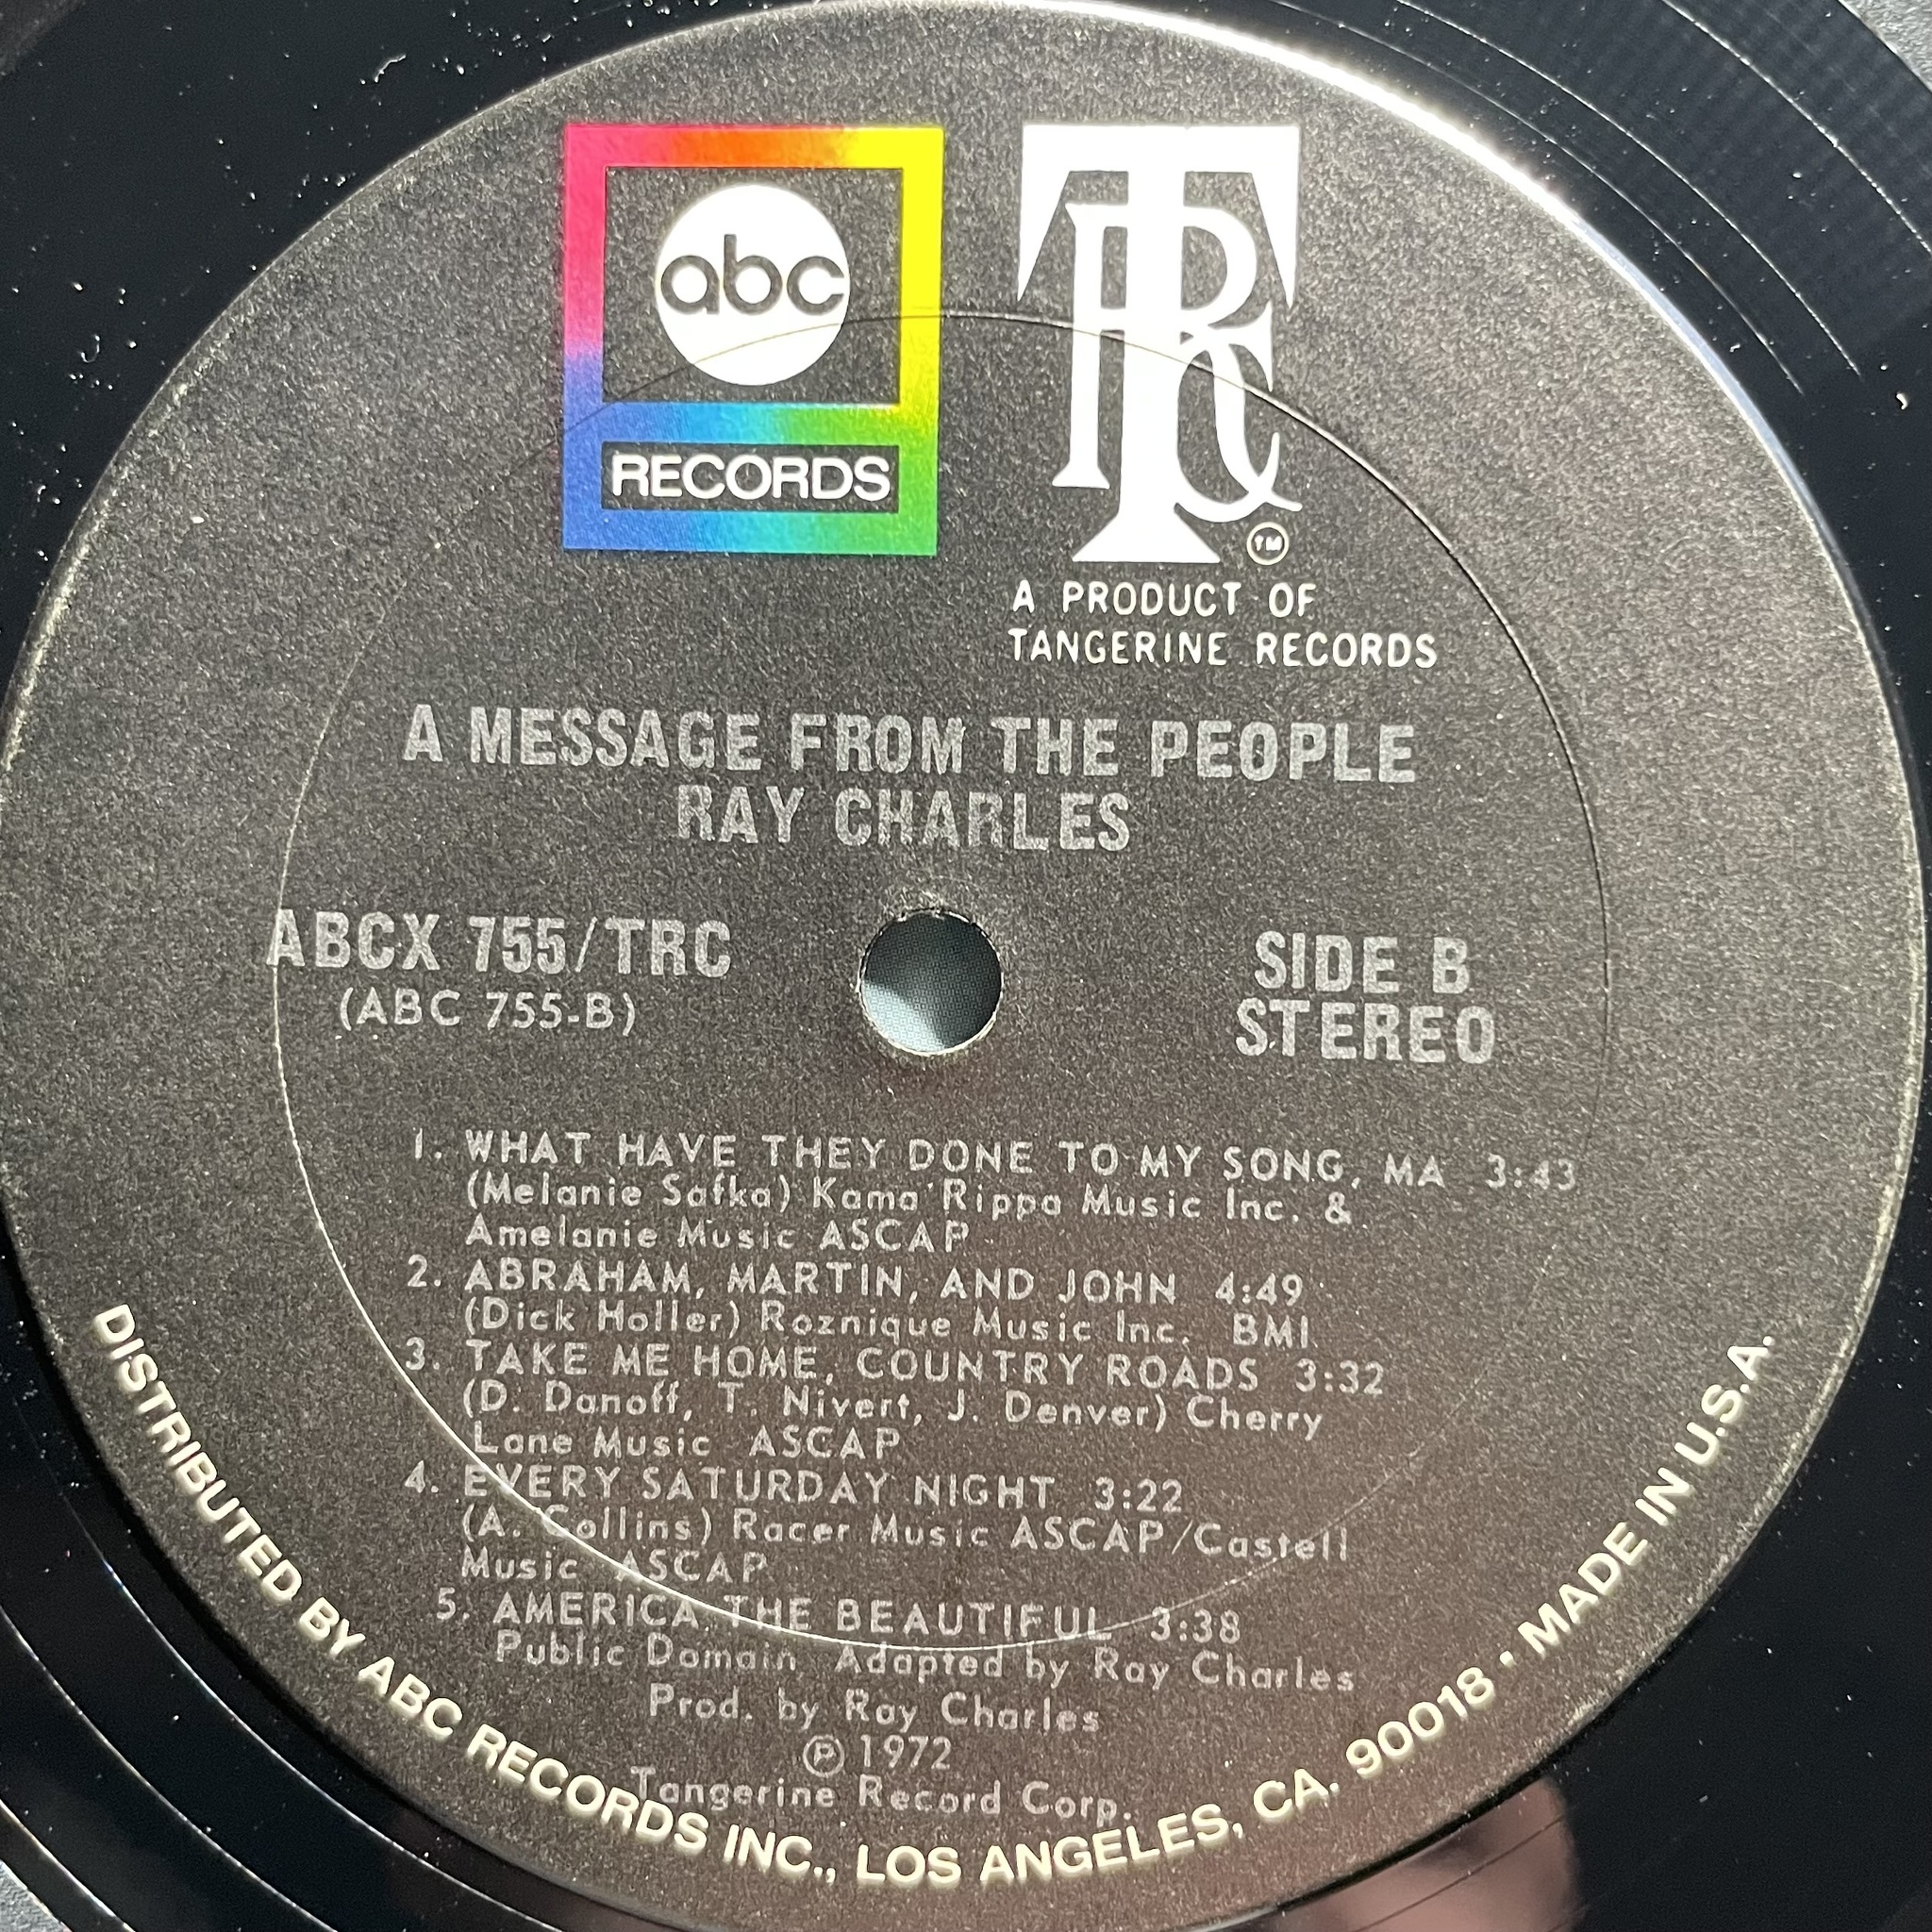 abc
RECORDS
TRC
TM
A PRODUCT OF
TANGERINE RECORDS
A MESSAGE FROM THE PEOPLE
RAY CHARLES
ABCX 755/TRC
(ABC 755-B)
SIDE B
STEREO
1. WHAT HAVE THEY DONE TO MY SONG, MA 3:43
(Melanie Safka) Kama Rippa Music Inc. &
Amelanie Music ASCAP
2. ABRAHAM, MARTIN, AND JOHN 4:49
(Dick Holler) Roznique Music Inc. BMI
3. TAKE ME HOME, COUNTRY ROADS 3:32
(D. Danoff, T. Nivert, J. Denver) Cherry
Lane Music ASCAP
4. EVERY SATURDAY NIGHT 3:22
(A. Collins) Racer Music ASCAP/Castell
Music ASCAP
5. AMERICA THE BEAUTIFUL 3:38
Public Domain Adapted by Ray Charles
Prod. by Ray Charles
℗ 1972
Tangerine Record Corp.
DISTRIBUTED BY ABC RECORDS INC., LOS ANGELES, CA. 90018 · MADE IN U.S.A.